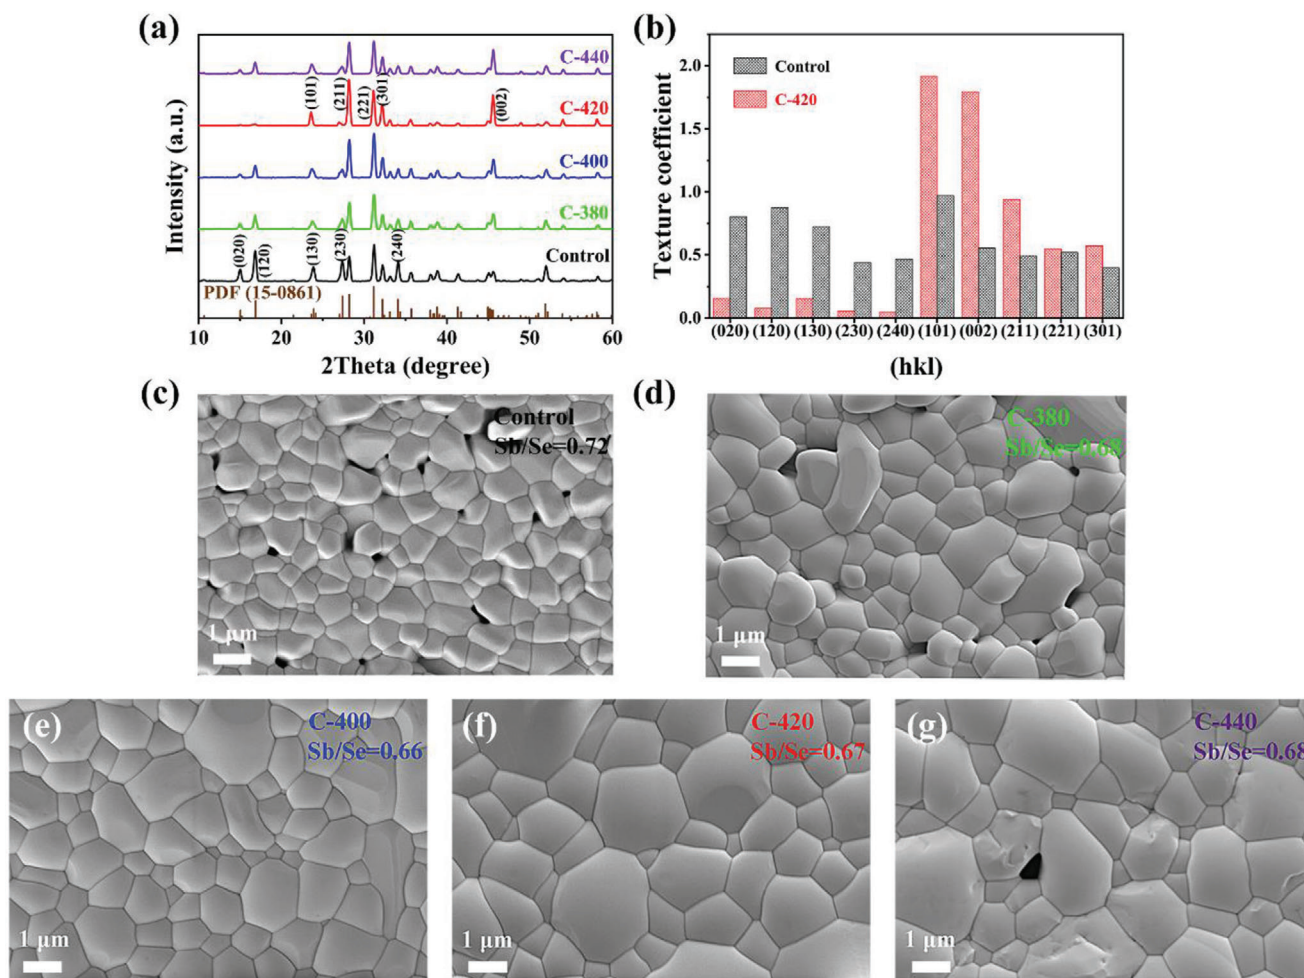 (a)
C-440
(101)
(211)
(221)
(301)
(002)
C-420
C-400
C-380
(020)
(120)
(130)
(230)
(240)
Control
PDF (15-0861)
10 20 30 40 50 60
2Theta (degree)
Intensity (a.u.)
(b)
Control
C-420
2.0
1.5
1.0
0.5
0.0
Texture coefficient
(020) (120) (130) (230) (240) (101) (002) (211) (221) (301)
(hkl)
(c)
Control
Sb/Se=0.72
1 μm
(d)
C-380
Sb/Se=0.68
1 μm
(e)
C-400
Sb/Se=0.66
1 μm
(f)
C-420
Sb/Se=0.67
1 μm
(g)
C-440
Sb/Se=0.68
1 μm